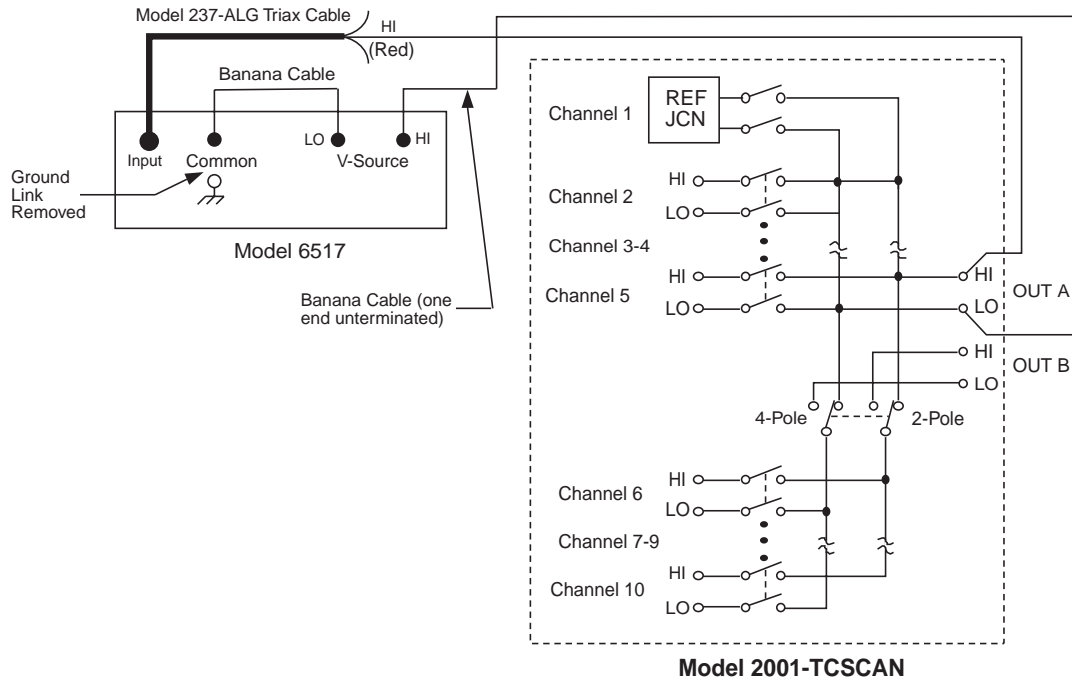 Model 237-ALG Triax Cable
HI
(Red)
Banana Cable
LO
HI
Input
Common
V-Source
Ground
Link
Removed
Model 6517
Banana Cable (one
end unterminated)
Channel 1
REF
JCN
Channel 2
HI
LO
Channel 3-4
Channel 5
HI
LO
HI
LO
OUT A
HI
LO
OUT B
4-Pole
2-Pole
Channel 6
HI
LO
Channel 7-9
Channel 10
HI
LO
Model 2001-TCSCAN